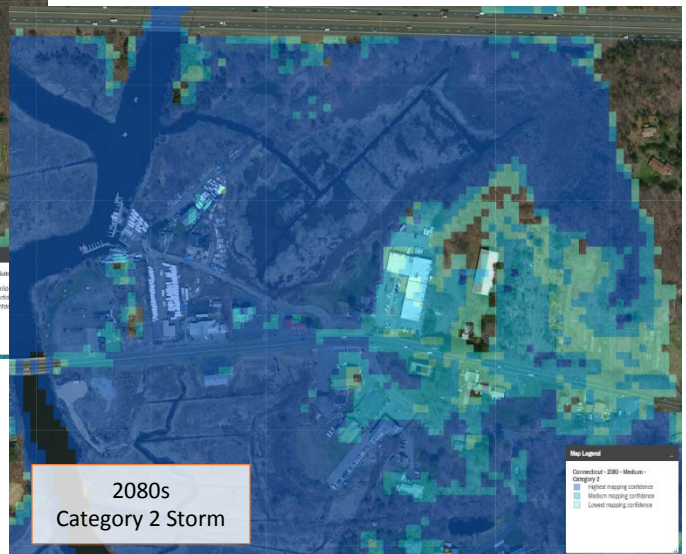 2080s
Category 2 Storm
Map Legend
Connecticut - 2080 - Medium -
Category 2
Highest mapping confidence
Medium mapping confidence
Lowest mapping confidence